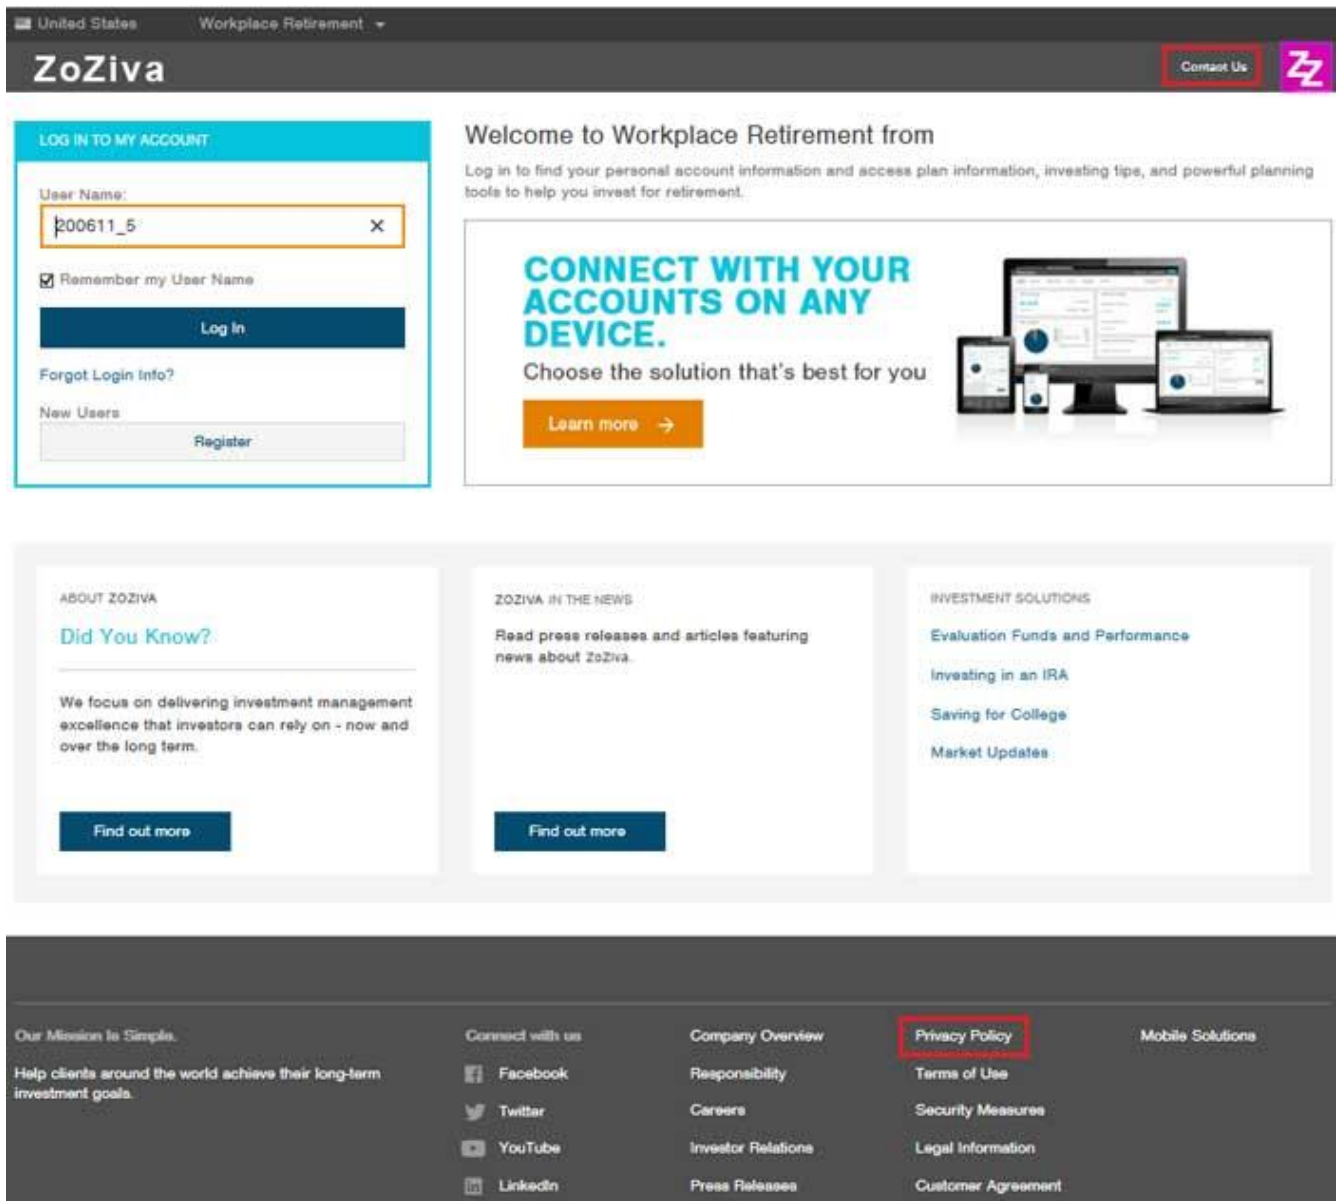 United States Workplace Retirement
ZoZiva
Contact Us
ZZ
LOG IN TO MY ACCOUNT
User Name:
200611_5
Remember my User Name
Log In
Forgot Login Info?
New Users
Register
Welcome to Workplace Retirement from
Log in to find your personal account information and access plan information, investing tips, and powerful planning
tools to help you invest for retirement.
CONNECT WITH YOUR
ACCOUNTS ON ANY
DEVICE.
Choose the solution that's best for you
Learn more
ABOUT ZOZIVA
Did You Know?
We focus on delivering investment management
excellence that investors can rely on - now and
over the long term.
Find out more
ZOZIVA IN THE NEWS
Read press releases and articles featuring
news about ZoZiva.
Find out more
INVESTMENT SOLUTIONS
Evaluation Funds and Performance
Investing in an IRA
Saving for College
Market Updates
Our Mission Is Simple.
Help clients around the world achieve their long-term
investment goals.
Connect with us
Facebook
Twitter
YouTube
LinkedIn
Company Overview
Responsibility
Careers
Investor Relations
Press Releases
Privacy Policy
Terms of Use
Security Measures
Legal Information
Customer Agreement
Mobile Solutions